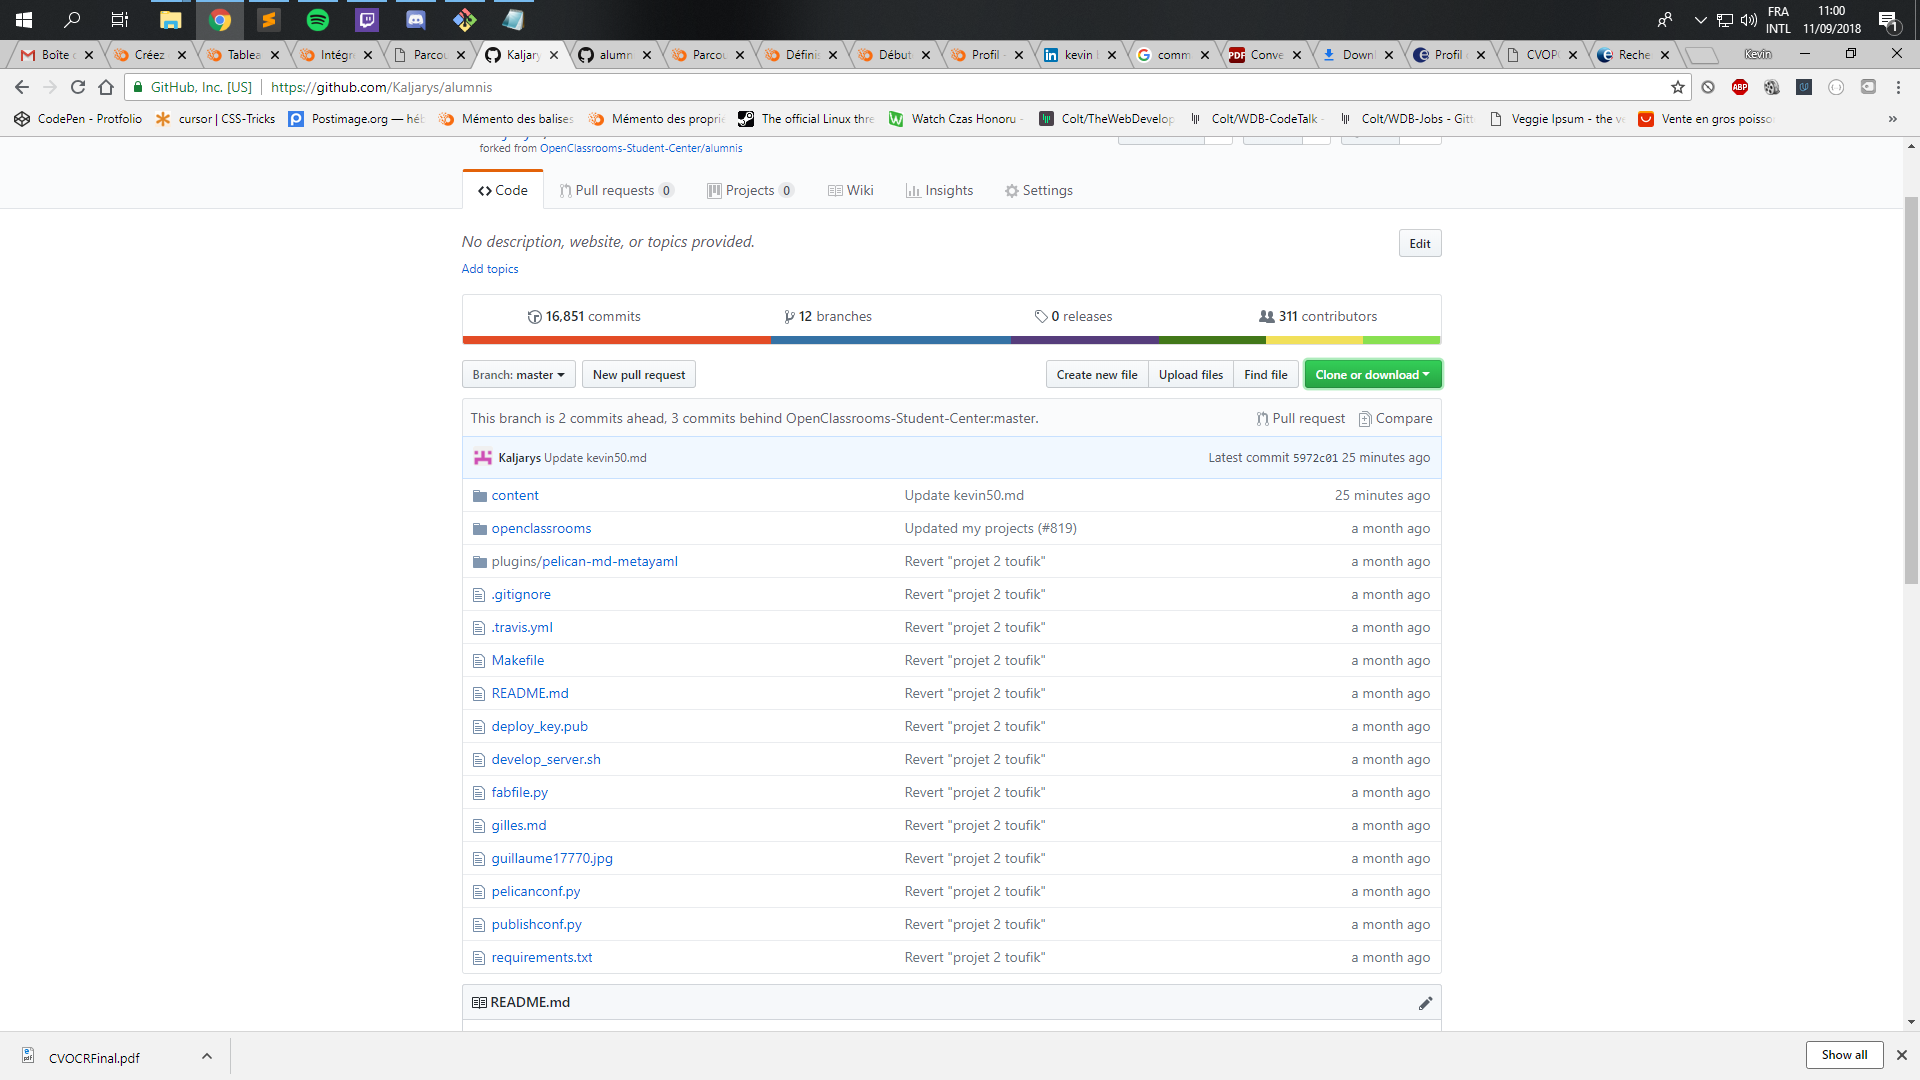 FRA 11:00
INTL 11/09/2018 1
Boîte Créez Tablea Intégr Parcou Kaljary alumn Parcou Définis Début Profil - kevin comm Conve Downl Profil CVOP Reche Kevin
GitHub, Inc. [US] https://github.com/Kaljarys/alumnis ABP
CodePen - Protfolio cursor | CSS-Tricks Postimage.org — héb Mémento des balises Mémento des proprié The official Linux thre Watch Czas Honoru - Colt/TheWebDevelop Colt/WDB-CodeTalk - Colt/WDB-Jobs - Gitt Veggie Ipsum - the ve Vente en gros poisso »
forked from OpenClassrooms-Student-Center/alumnis
Code Pull requests 0 Projects 0 Wiki Insights Settings
No description, website, or topics provided. Edit
Add topics
16,851 commits 12 branches 0 releases 311 contributors
Branch: master New pull request Create new file Upload files Find file Clone or download
This branch is 2 commits ahead, 3 commits behind OpenClassrooms-Student-Center:master. Pull request Compare
Kaljarys Update kevin50.md Latest commit 5972c01 25 minutes ago
content Update kevin50.md 25 minutes ago
openclassrooms Updated my projects (#819) a month ago
plugins/pelican-md-metayaml Revert "projet 2 toufik" a month ago
.gitignore Revert "projet 2 toufik" a month ago
.travis.yml Revert "projet 2 toufik" a month ago
Makefile Revert "projet 2 toufik" a month ago
README.md Revert "projet 2 toufik" a month ago
deploy_key.pub Revert "projet 2 toufik" a month ago
develop_server.sh Revert "projet 2 toufik" a month ago
fabfile.py Revert "projet 2 toufik" a month ago
gilles.md Revert "projet 2 toufik" a month ago
guillaume17770.jpg Revert "projet 2 toufik" a month ago
pelicanconf.py Revert "projet 2 toufik" a month ago
publishconf.py Revert "projet 2 toufik" a month ago
requirements.txt Revert "projet 2 toufik" a month ago
README.md
CVOCRFinal.pdf Show all